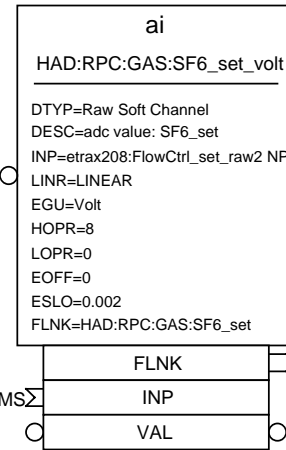 ai
HAD:RPC:GAS:SF6_set_volt
DTYP=Raw Soft Channel
DESC=adc value: SF6_set
INP=etrax208:FlowCtrl_set_raw2 NP
LINR=LINEAR
EGU=Volt
HOPR=8
LOPR=0
EOFF=0
ESLO=0.002
FLNK=HAD:RPC:GAS:SF6_set
FLNK
MS INP
VAL